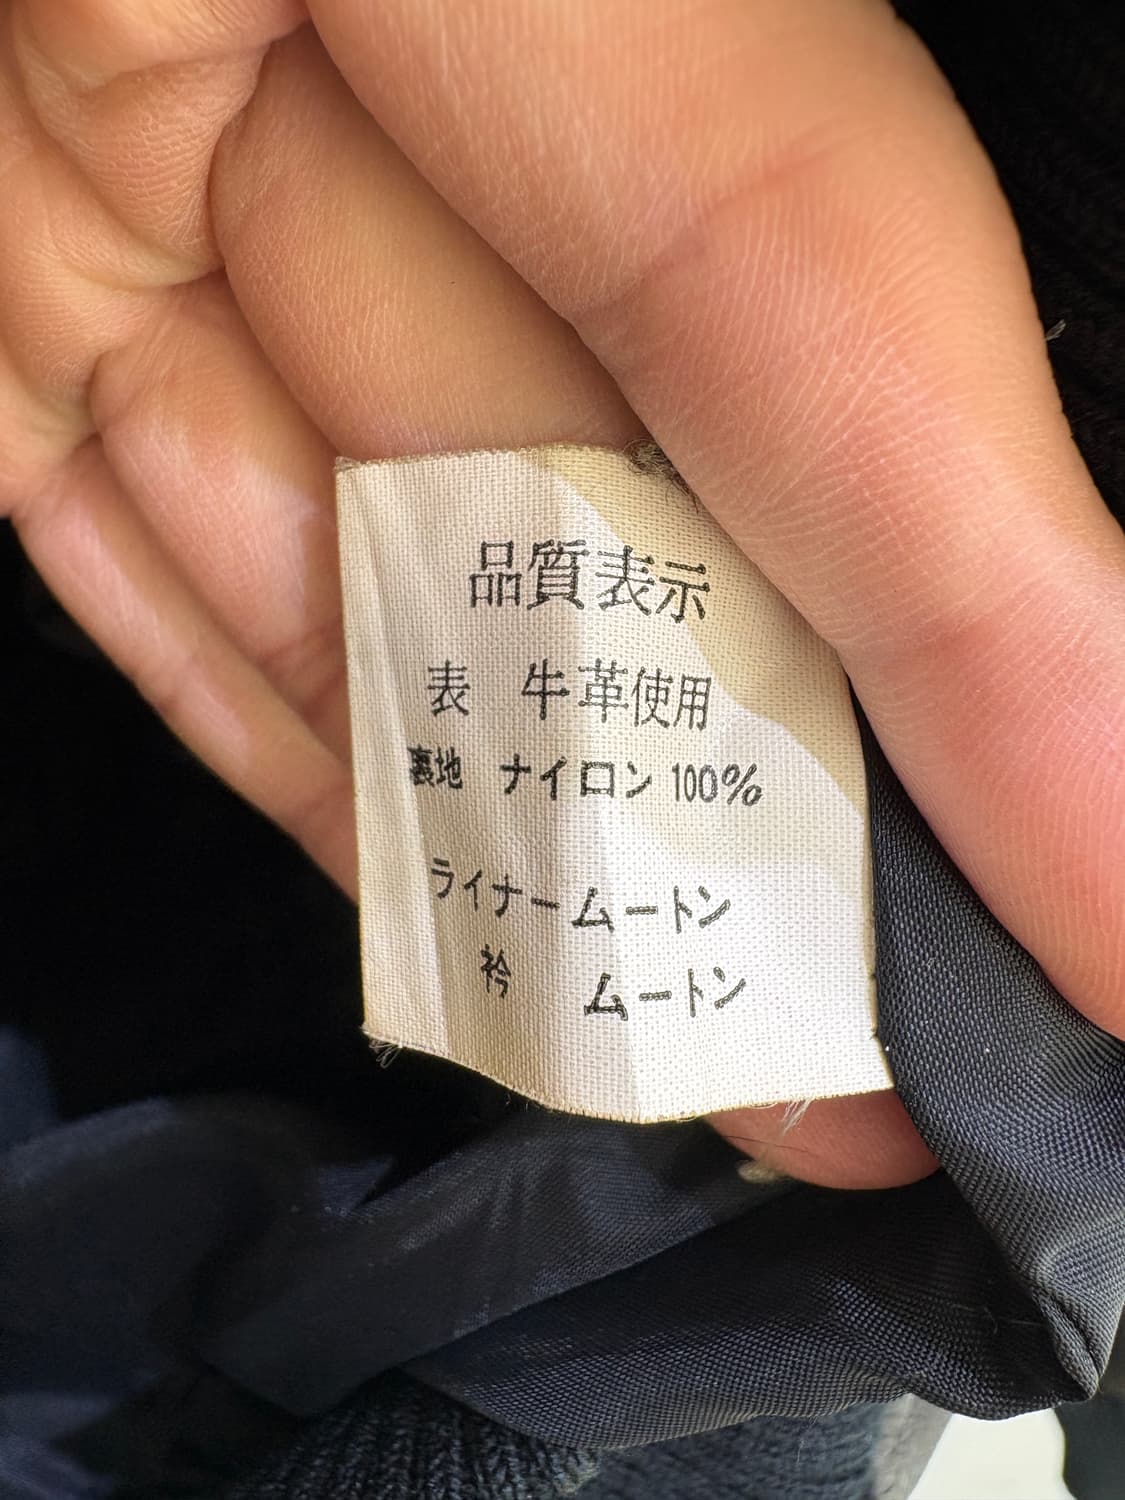 品質表示
表 牛革使用
裏地 ナイロン 100%
ライナー ムートン
衿 ムートン